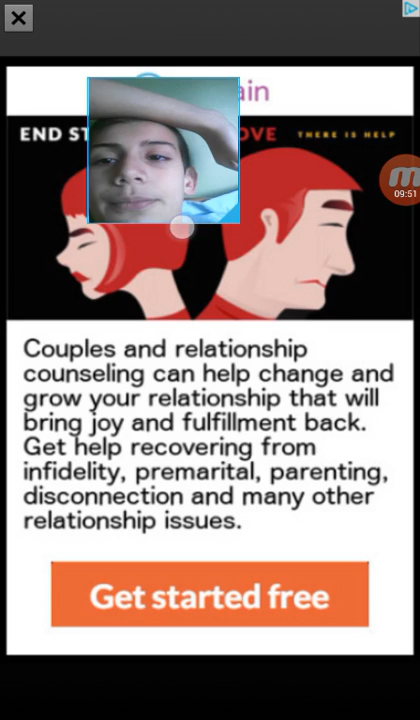 END
OVE
THERE IS HELP
09:51
Couples and relationship
counseling can help change and
grow your relationship that will
bring joy and fulfillment back.
Get help recovering from
infidelity, premarital, parenting,
disconnection and many other
relationship issues.
Get started free